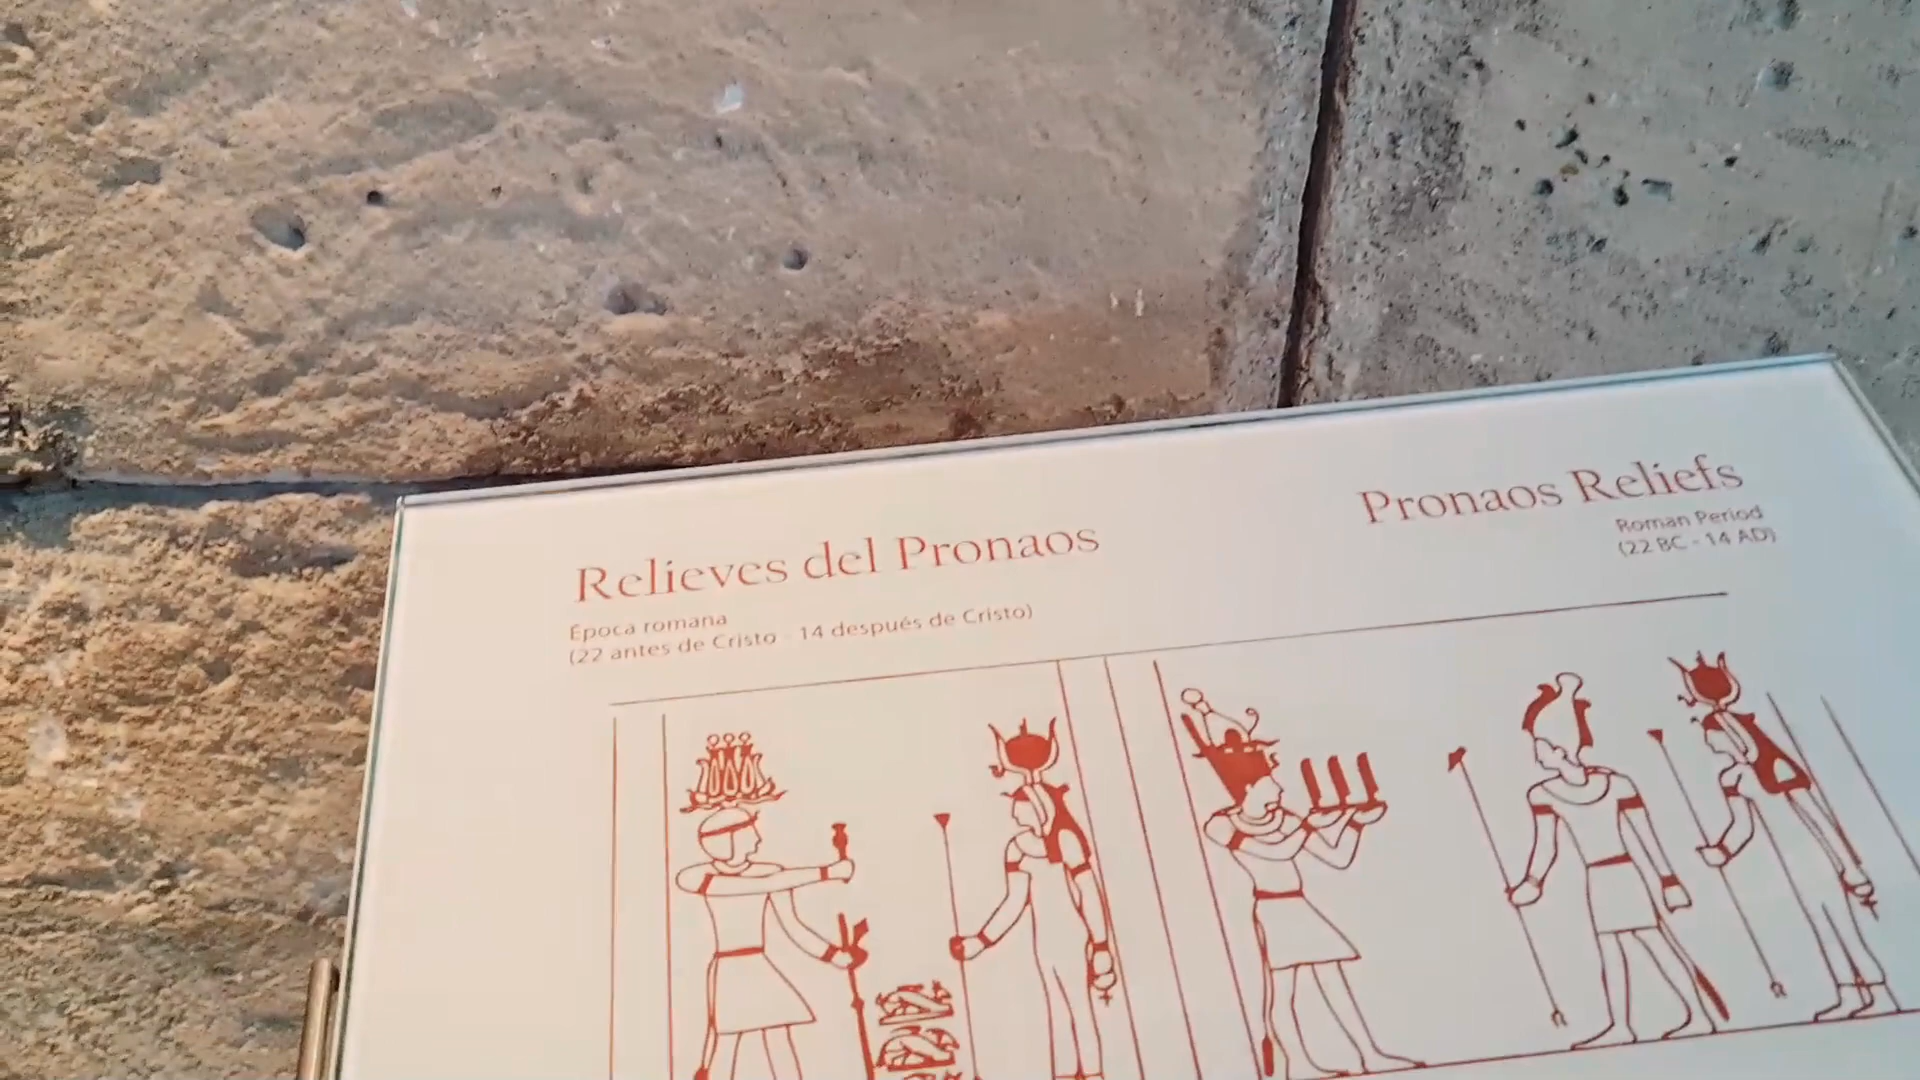 Relieves del Pronaos
Época romana
(22 antes de Cristo - 14 después de Cristo)
Pronaos Reliefs
Roman Period
(22 BC - 14 AD)